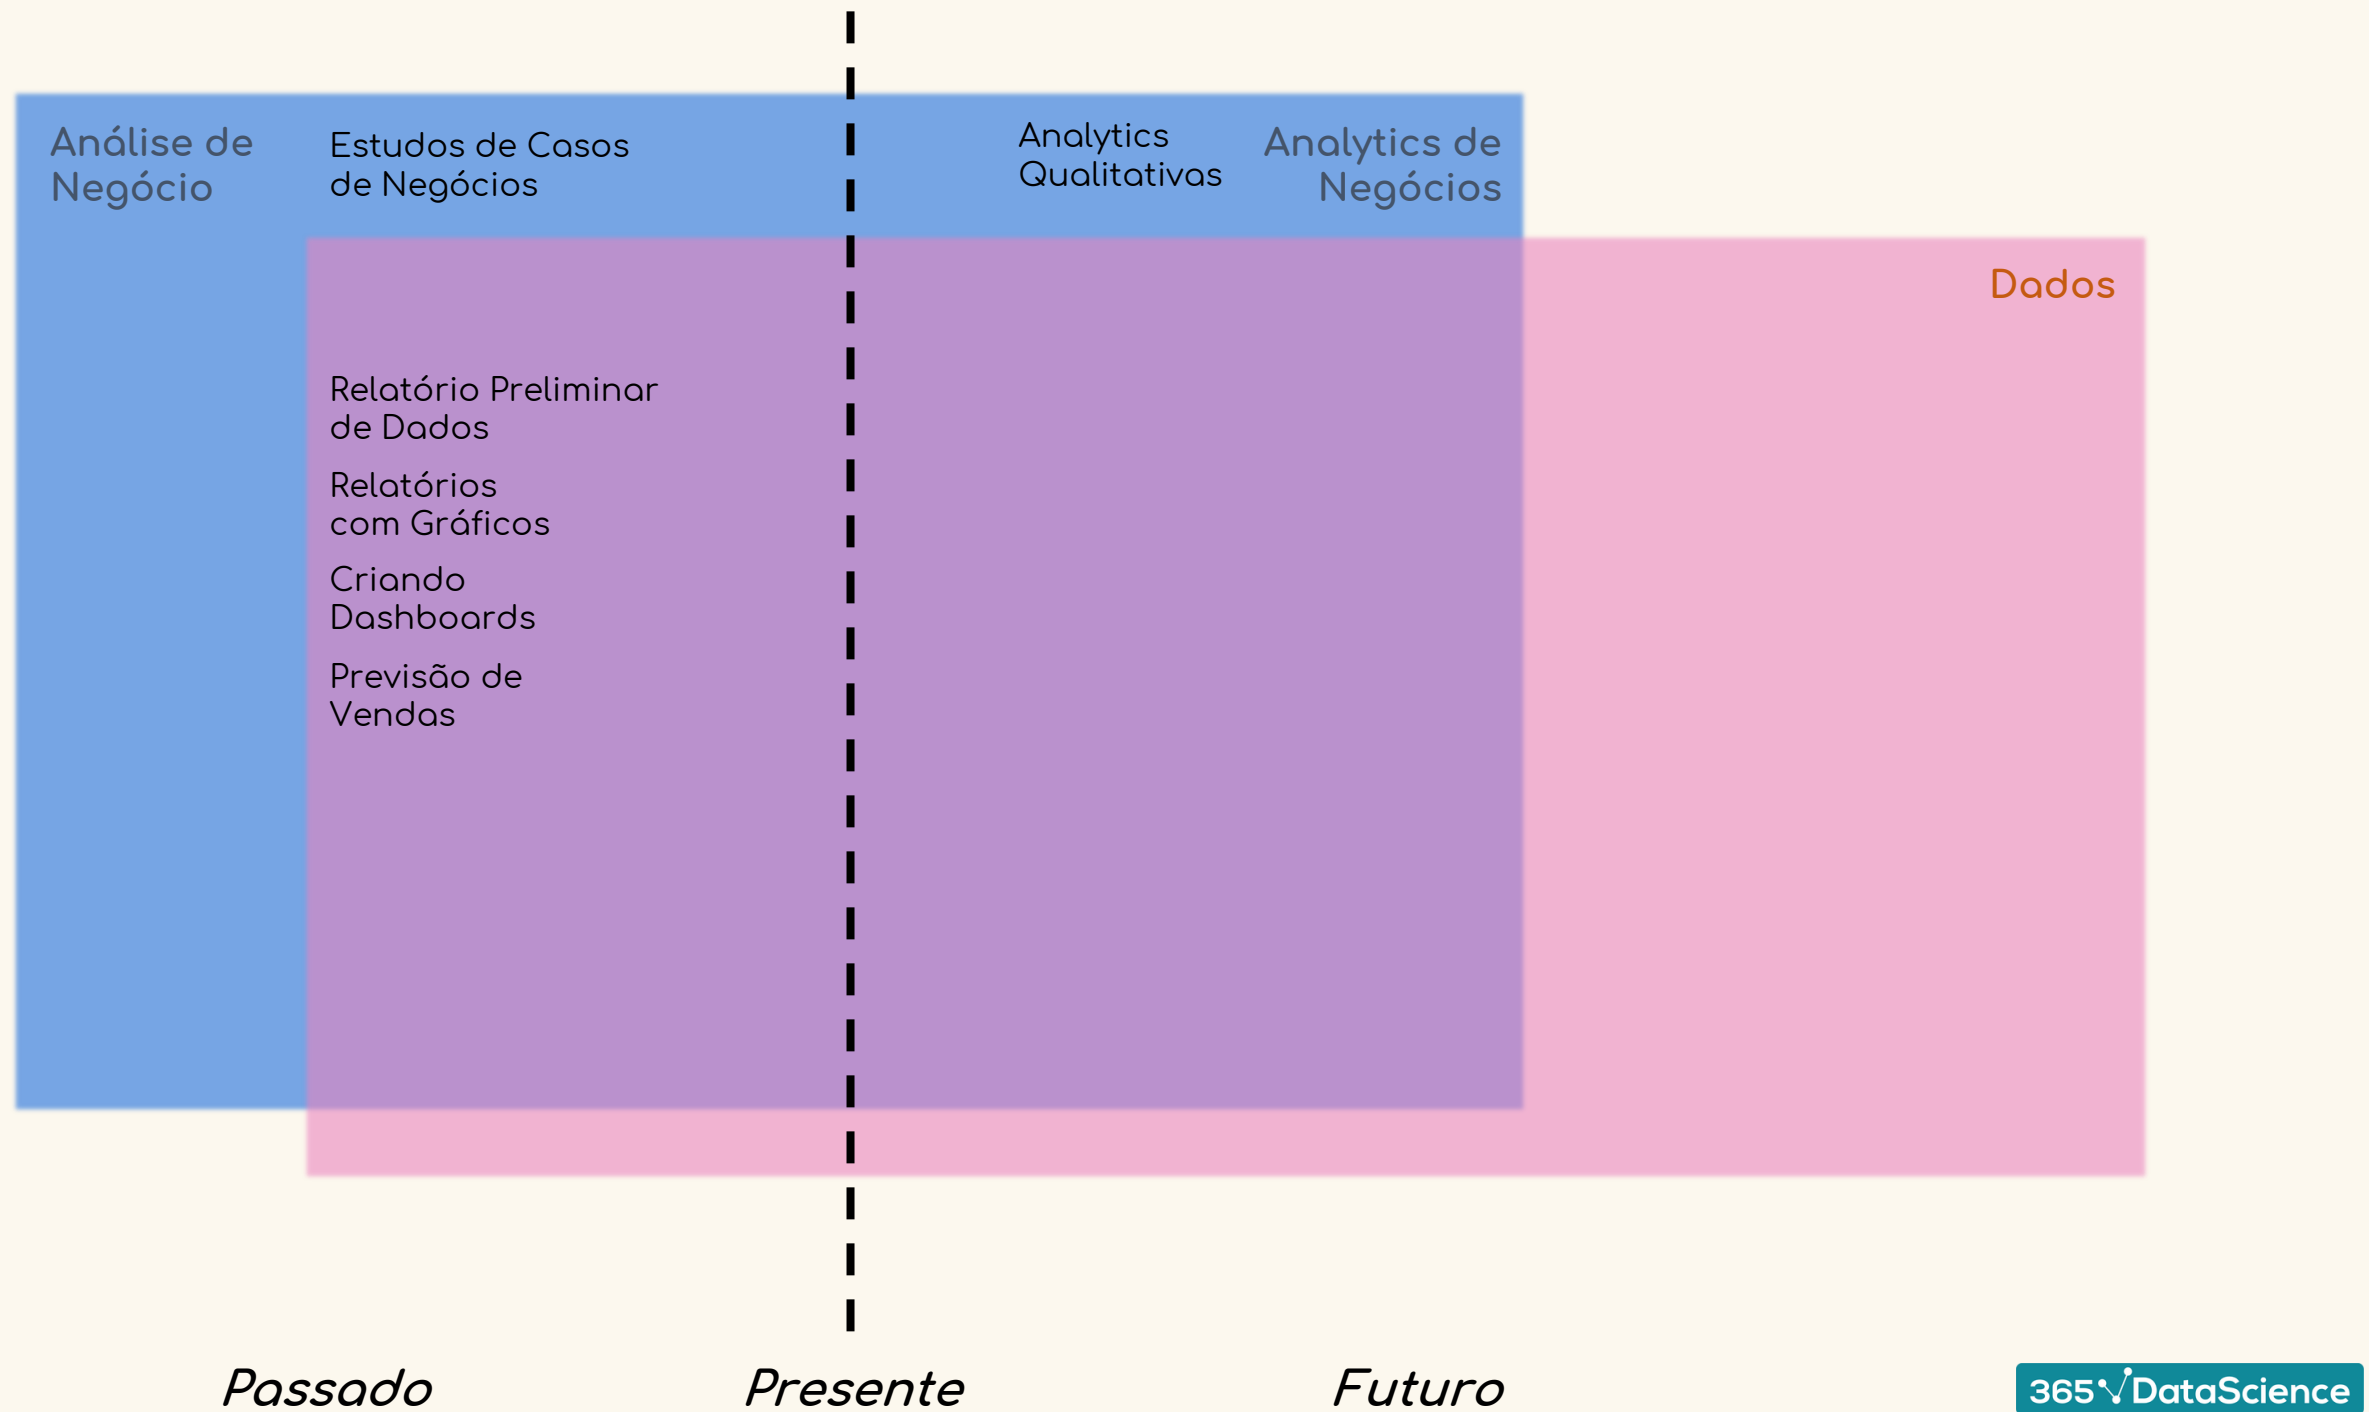 Análise de
Negócio
Estudos de Casos
de Negócios
Analytics
Qualitativas
Analytics de
Negócios
Dados
Relatório Preliminar
de Dados
Relatórios
com Gráficos
Criando
Dashboards
Previsão de
Vendas
Passado
Presente
Futuro
365 DataScience